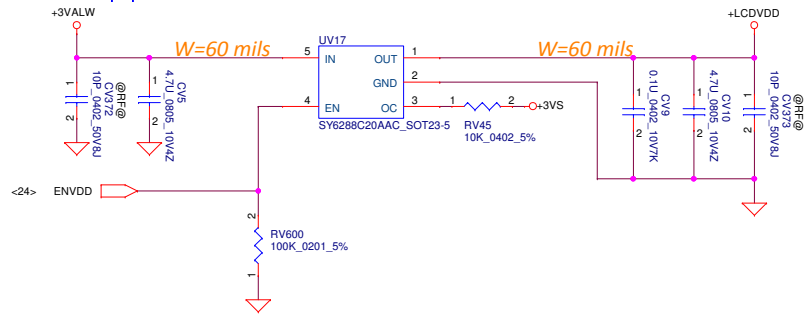 +3VALW
+LCDVDD
W=60 mils
UV17
W=60 mils
5 IN
OUT 1
GND 2
4 EN
OC 3
SY6288C20AAC_SOT23-5
1 2
+3VS
RV45
10K_0402_5%
1
2
@RF@
CV372
10P_0402_50V8J
1
2
CV5
4.7U_0805_10V4Z
1
2
CV9
0.1U_0402_10V7K
1
2
CV10
4.7U_0805_10V4Z
1
2
@RF@
CV373
10P_0402_50V8J
<24> ENVDD
2
RV600
100K_0201_5%
1